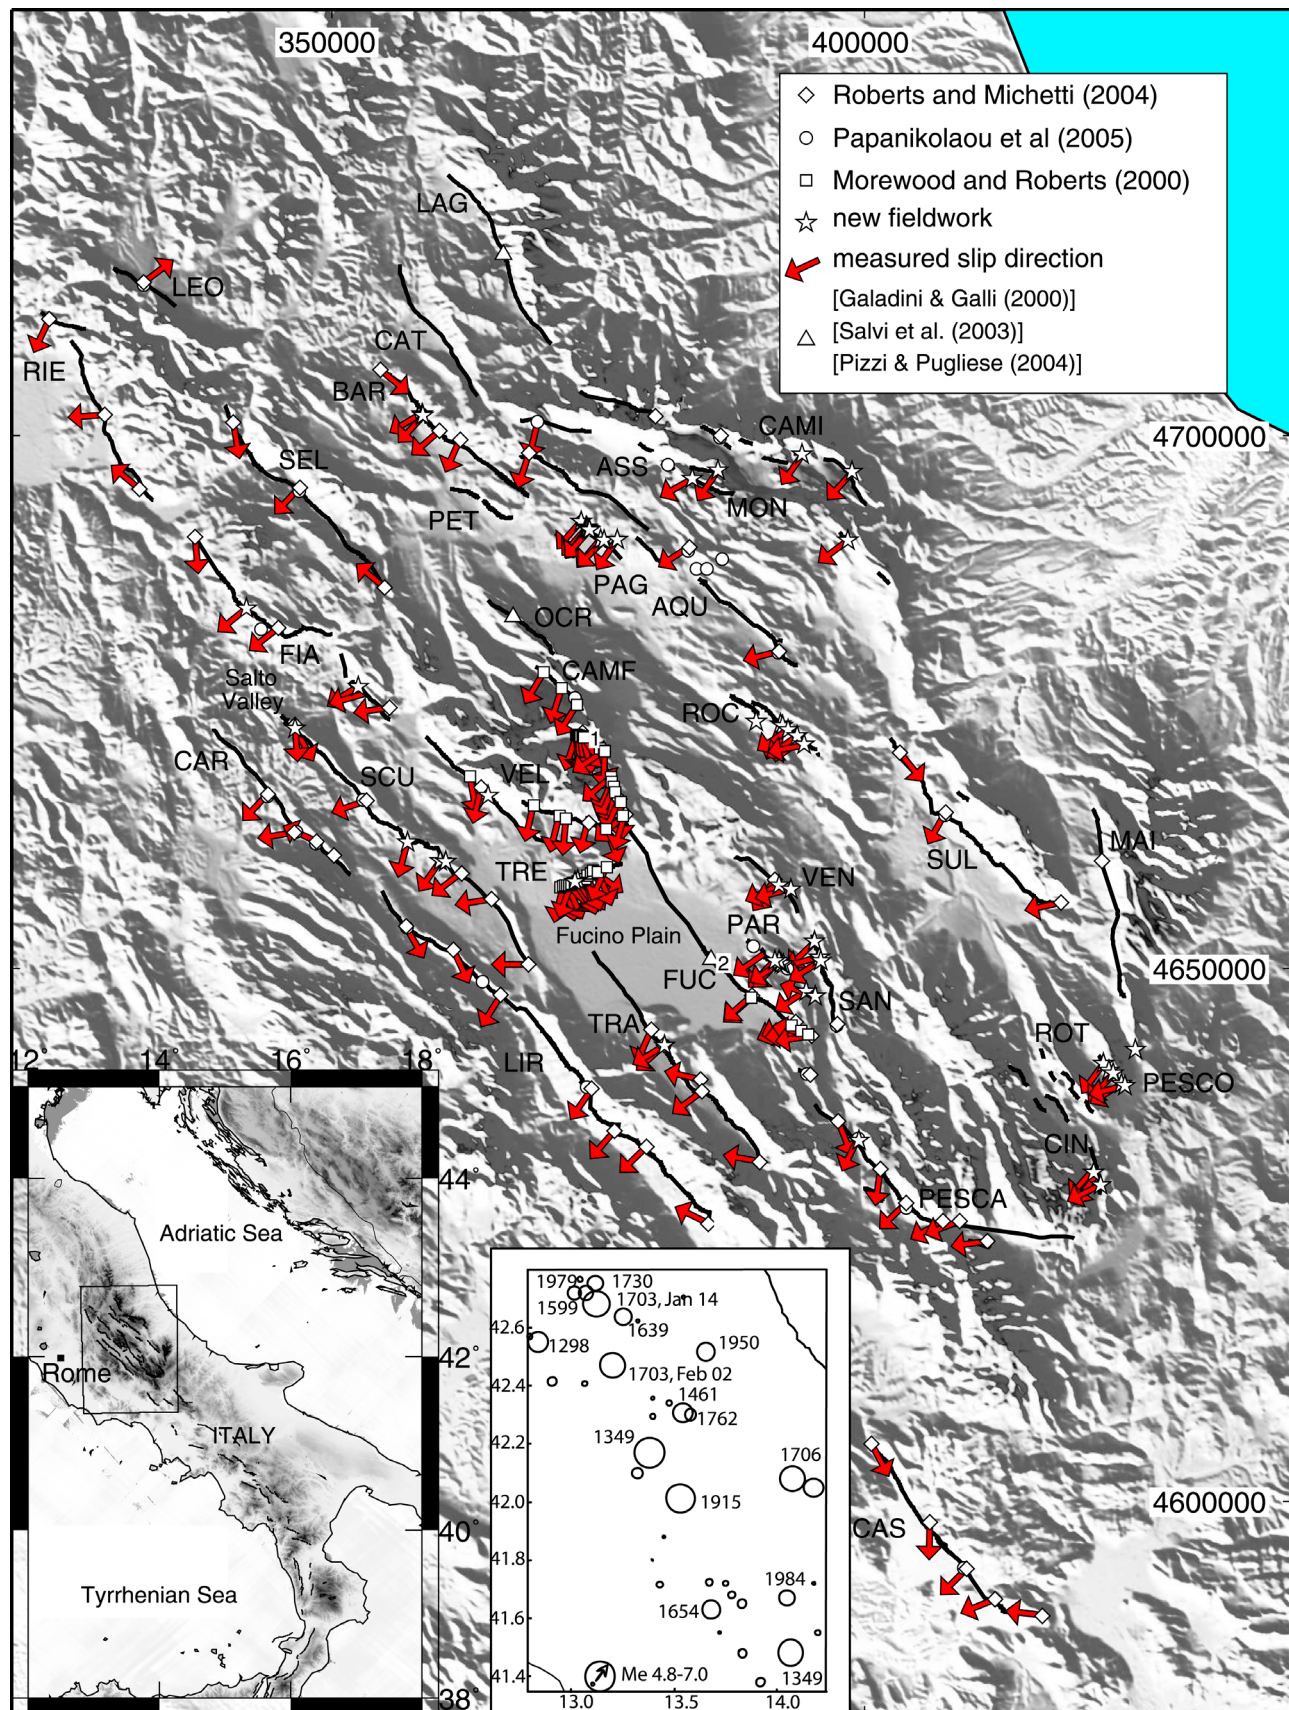 350000
400000
Roberts and Michetti (2004)
Papanikolaou et al (2005)
Morewood and Roberts (2000)
new fieldwork
measured slip direction
[Galadini & Galli (2000)]
[Salvi et al. (2003)]
[Pizzi & Pugliese (2004)]
LAG
LEO
CAT
RIE
BAR
CAMI
4700000
SEL
ASS
MON
PET
PAG
AQU
OCR
FIA
CAMF
Salto
Valley
ROC
1
CAR
SCU
VEL
MAI
SUL
TRE
VEN
PAR
Fucino Plain
2
FUC
4650000
SAN
TRA
ROT
LIR
PESCO
CIN
PESCA
12°
14°
16°
18°
44°
Adriatic Sea
42°
Rome
ITALY
40°
Tyrrhenian Sea
38°
1979
1730
1599
1703, Jan 14
1639
42.6
1298
1950
1703, Feb 02
42.4
1461
1762
42.2
1349
1706
42.0
1915
41.8
1984
1654
41.6
Me 4.8-7.0
1349
41.4
13.0
13.5
14.0
4600000
CAS